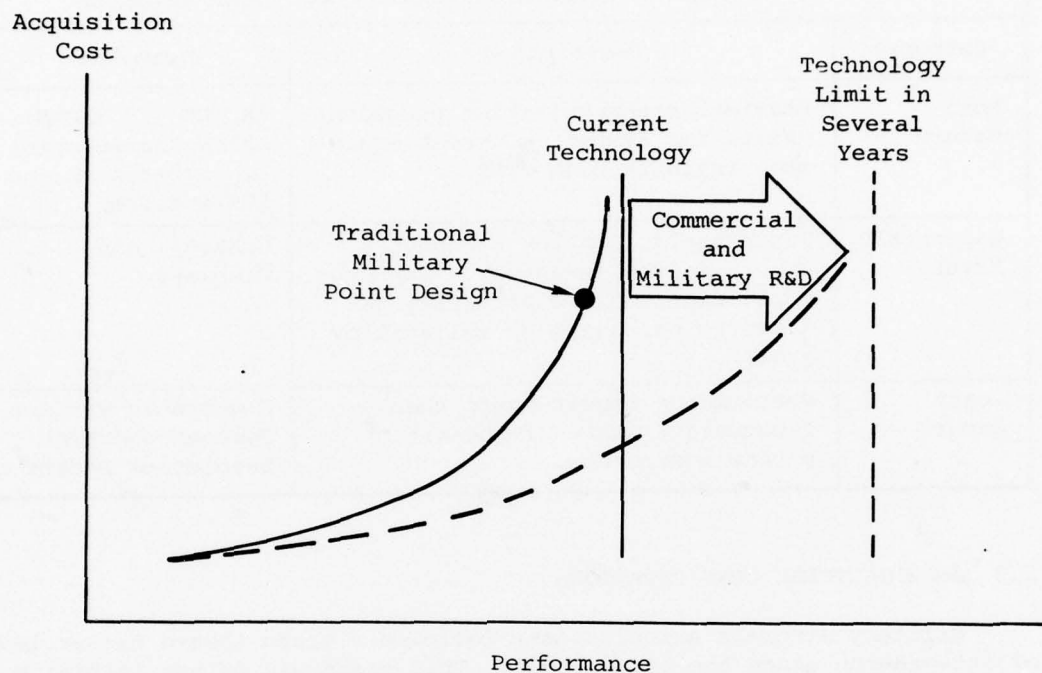 Acquisition
Cost
Technology
Limit in
Several
Years
Current
Technology
Commercial
and
Military R&D
Traditional
Military
Point Design
Performance